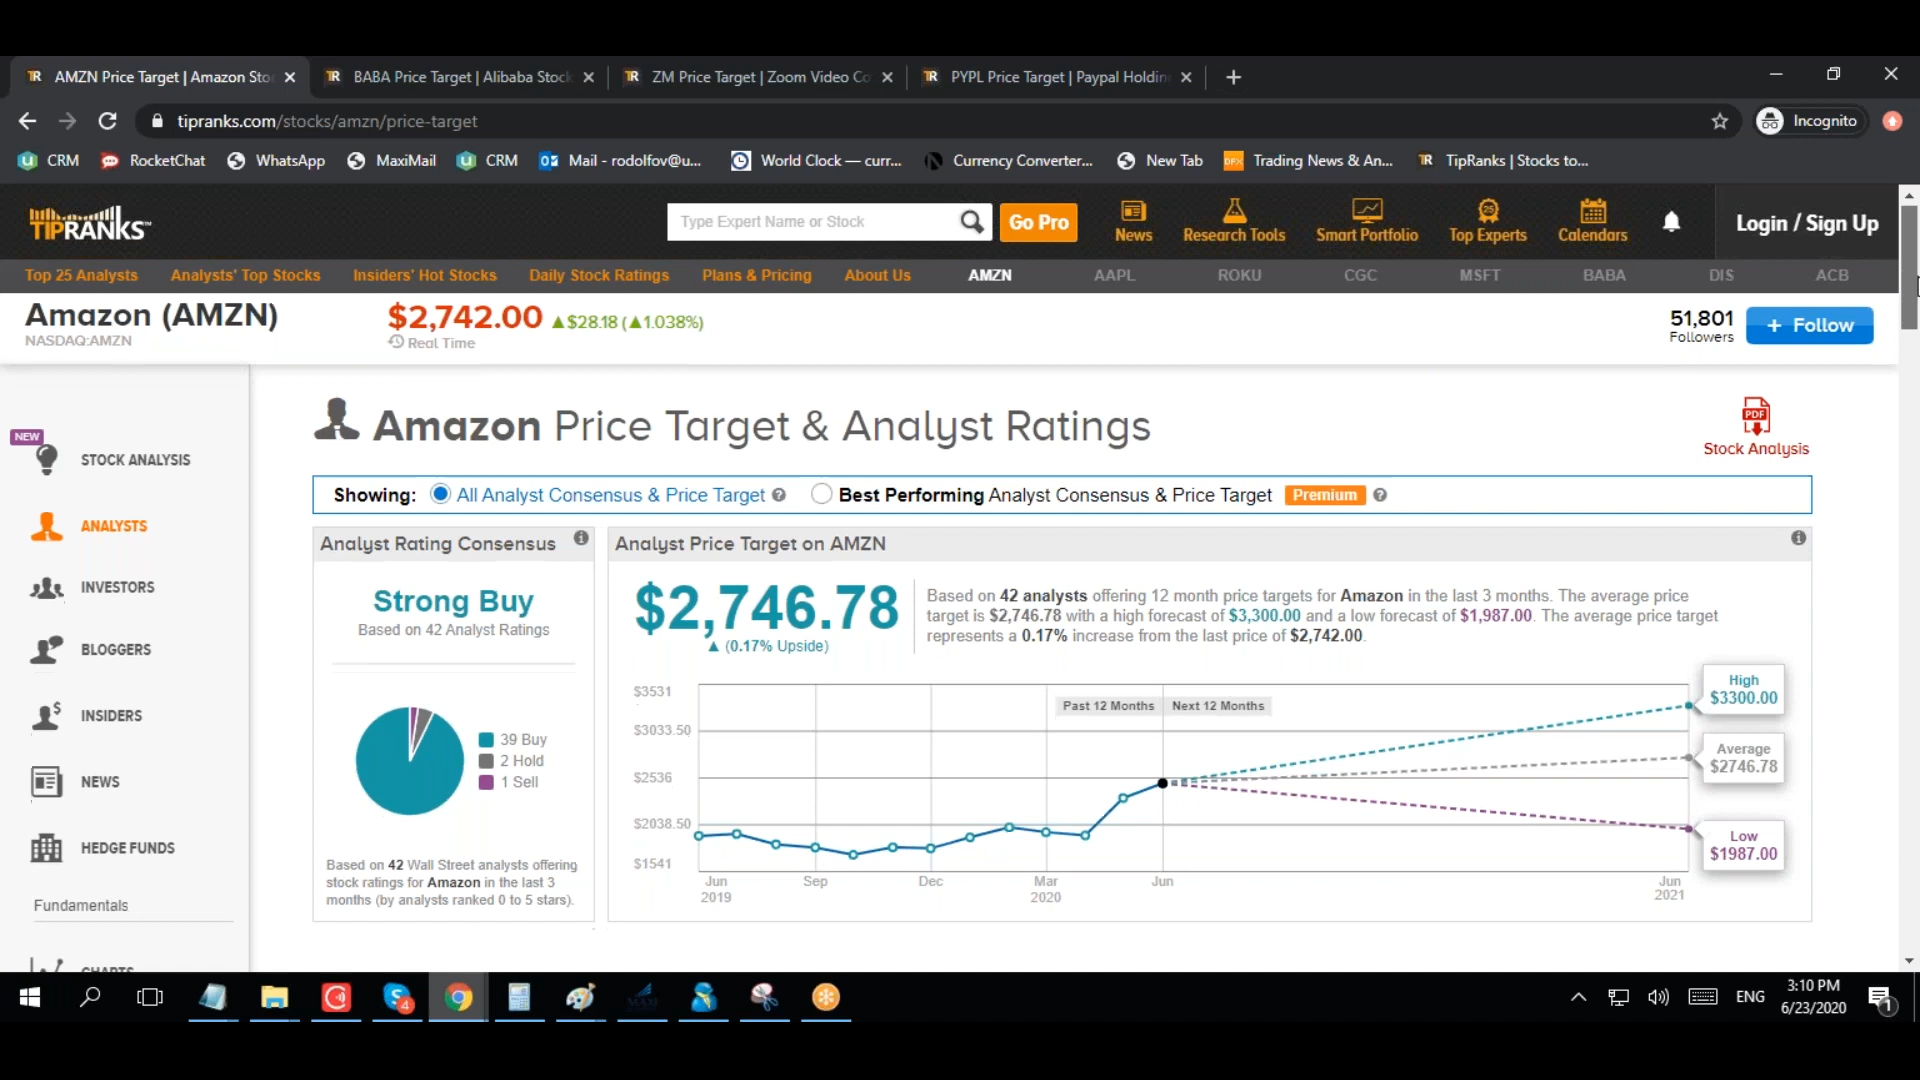 AMZN Price Target | Amazon Sto
BABA Price Target | Alibaba Stock
ZM Price Target | Zoom Video Co
PYPL Price Target | Paypal Holdin
tipranks.com/stocks/amzn/price-target
Incognito
CRM
RocketChat
WhatsApp
MaxiMail
CRM
Mail - rodolfov@u...
World Clock — curr...
Currency Converter...
New Tab
Trading News & An...
TipRanks | Stocks to...
TIPRANKS™
Type Expert Name or Stock
Go Pro
News
Research Tools
Smart Portfolio
25
Top Experts
Calendars
Login / Sign Up
Top 25 Analysts
Analysts' Top Stocks
Insiders' Hot Stocks
Daily Stock Ratings
Plans & Pricing
About Us
AMZN
AAPL
ROKU
CGC
MSFT
BABA
DIS
ACB
Amazon (AMZN)
NASDAQ:AMZN
$2,742.00 ▲$28.18 (▲1.038%)
Real Time
51,801
Followers
+ Follow
NEW
STOCK ANALYSIS
ANALYSTS
INVESTORS
BLOGGERS
INSIDERS
NEWS
HEDGE FUNDS
Fundamentals
CHARTS
Amazon Price Target & Analyst Ratings
PDF
Stock Analysis
Showing: All Analyst Consensus & Price Target ? Best Performing Analyst Consensus & Price Target Premium ?
Analyst Rating Consensus
Strong Buy
Based on 42 Analyst Ratings
39 Buy
2 Hold
1 Sell
Based on 42 Wall Street analysts offering
stock ratings for Amazon in the last 3
months (by analysts ranked 0 to 5 stars).
Analyst Price Target on AMZN
$2,746.78
▲ (0.17% Upside)
Based on 42 analysts offering 12 month price targets for Amazon in the last 3 months. The average price
target is $2,746.78 with a high forecast of $3,300.00 and a low forecast of $1,987.00. The average price target
represents a 0.17% increase from the last price of $2,742.00.
$3531
$3033.50
$2536
$2038.50
$1541
Past 12 Months
Next 12 Months
High
$3300.00
Average
$2746.78
Low
$1987.00
Jun
2019
Sep
Dec
Mar
2020
Jun
Jun
2021
4
ENG
3:10 PM
6/23/2020
1